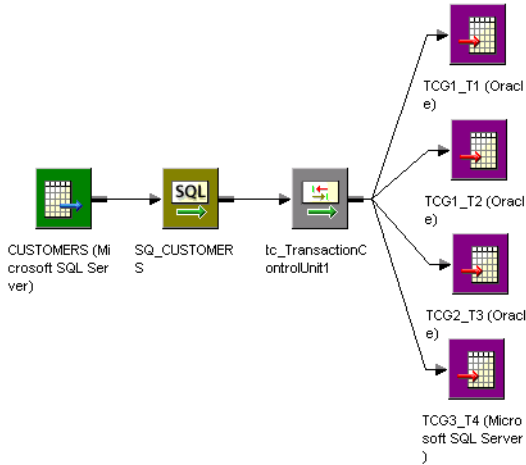 TCG1_T1 (Oracl
e)
TCG1_T2 (Oracl
e)
SQL
CUSTOMERS (Mi
crosoft SQL Ser
ver)
SQ_CUSTOMER
S
tc_TransactionC
ontrolUnit1
TCG2_T3 (Oracl
e)
TCG3_T4 (Micro
soft SQL Server
)